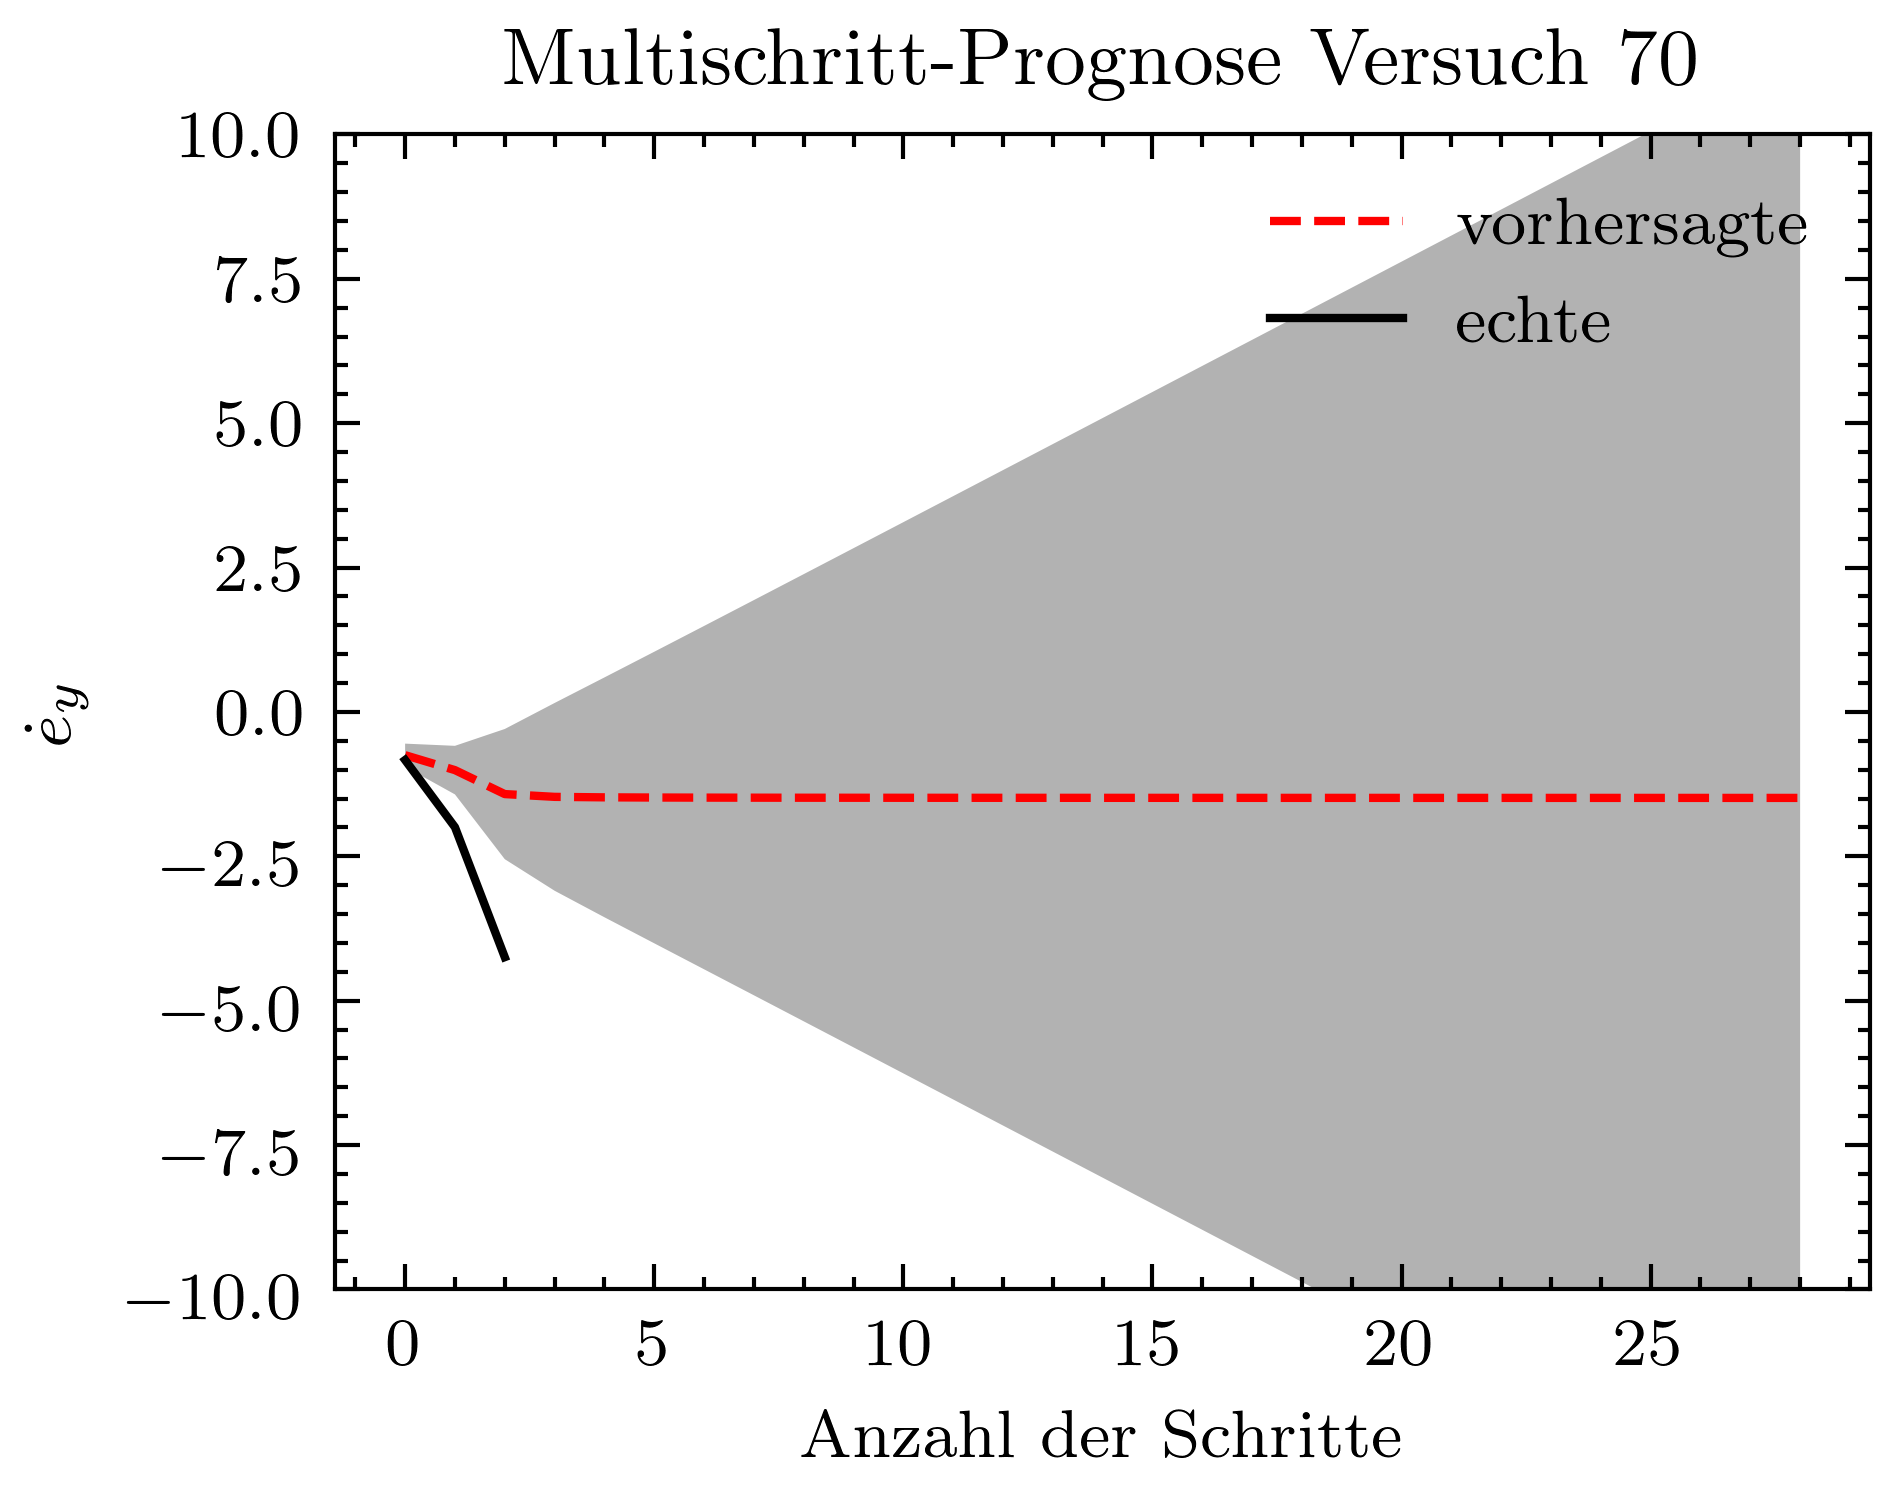 Multischritt-Prognose Versuch 70
10.0
7.5
5.0
2.5
0.0
−2.5
−5.0
−7.5
−10.0
ė_y
vorhersagte
echte
0 5 10 15 20 25
Anzahl der Schritte